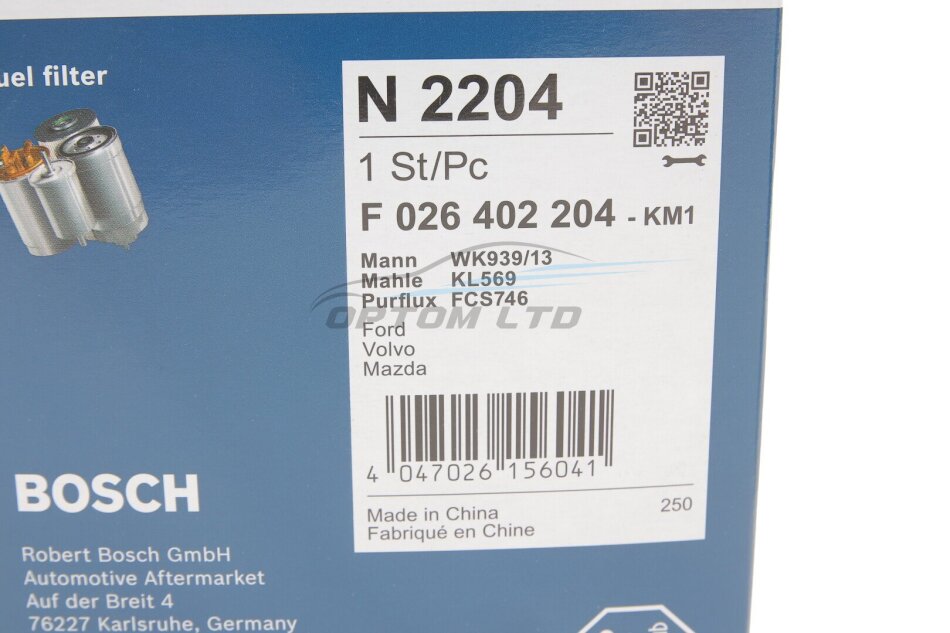 uel filter
N 2204
1 St/Pc
F 026 402 204 - KM1
Mann WK939/13
Mahle KL569
Purflux FCS746
OPTOM LTD
Ford
Volvo
Mazda
4 047026 156041
Made in China 250
Fabriqué en Chine
BOSCH
Robert Bosch GmbH
Automotive Aftermarket
Auf der Breit 4
76227 Karlsruhe, Germany